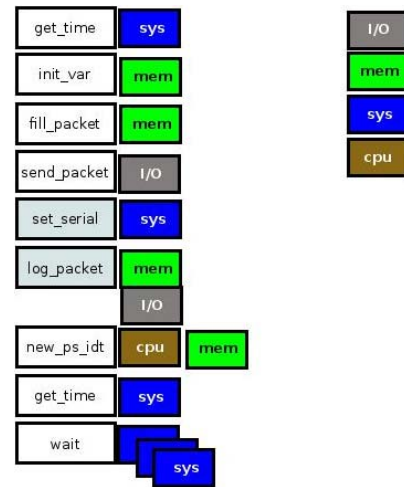 get_time sys I/O
init_var mem mem
fill_packet mem sys
send_packet I/O cpu
set_serial sys
log_packet mem
I/O
new_ps_idt cpu mem
get_time sys
wait
sys